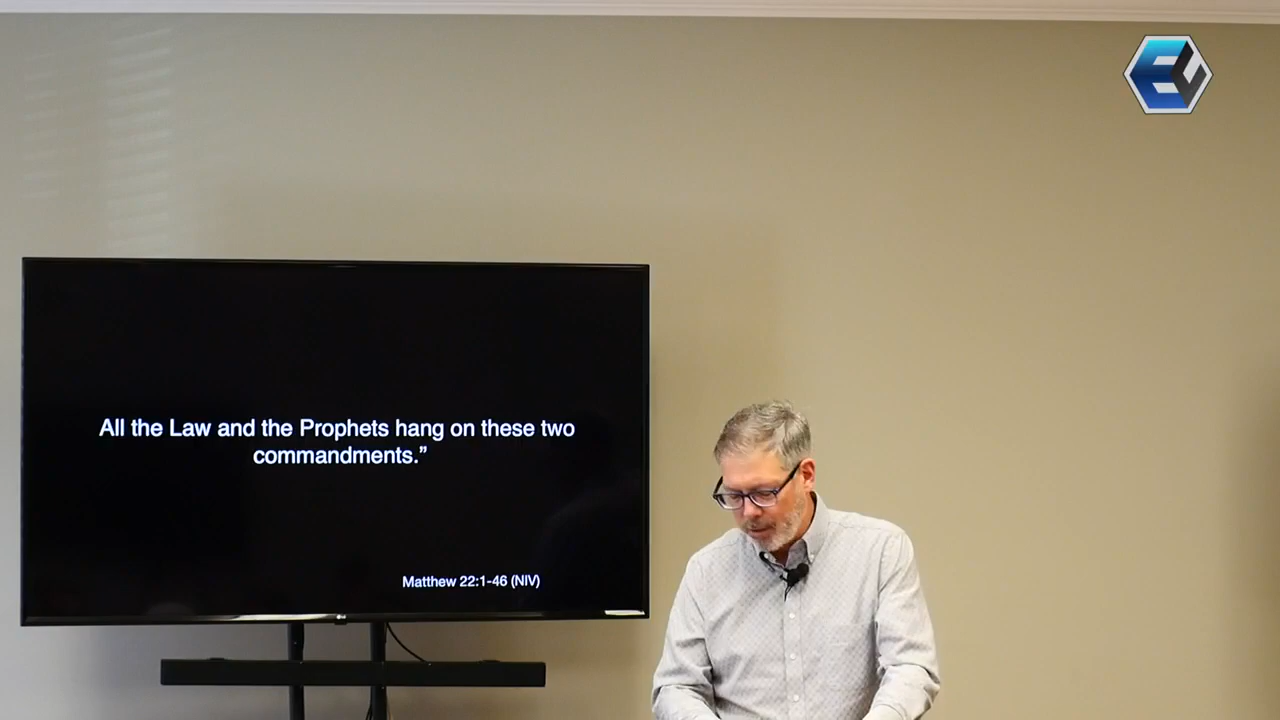 All the Law and the Prophets hang on these two
commandments.”
Matthew 22:1-46 (NIV)